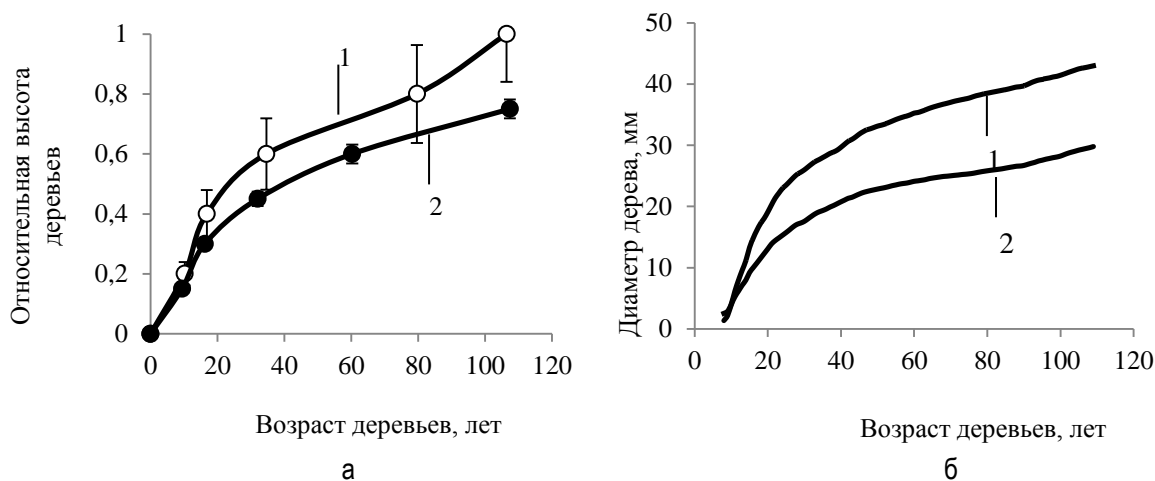 Относительная высота
деревьев
1
0,8
0,6
0,4
0,2
0
0 20 40 60 80 100 120
1
2
Возраст деревьев, лет
а
Диаметр дерева, мм
50
40
30
20
10
0
0 20 40 60 80 100 120
1
2
Возраст деревьев, лет
б